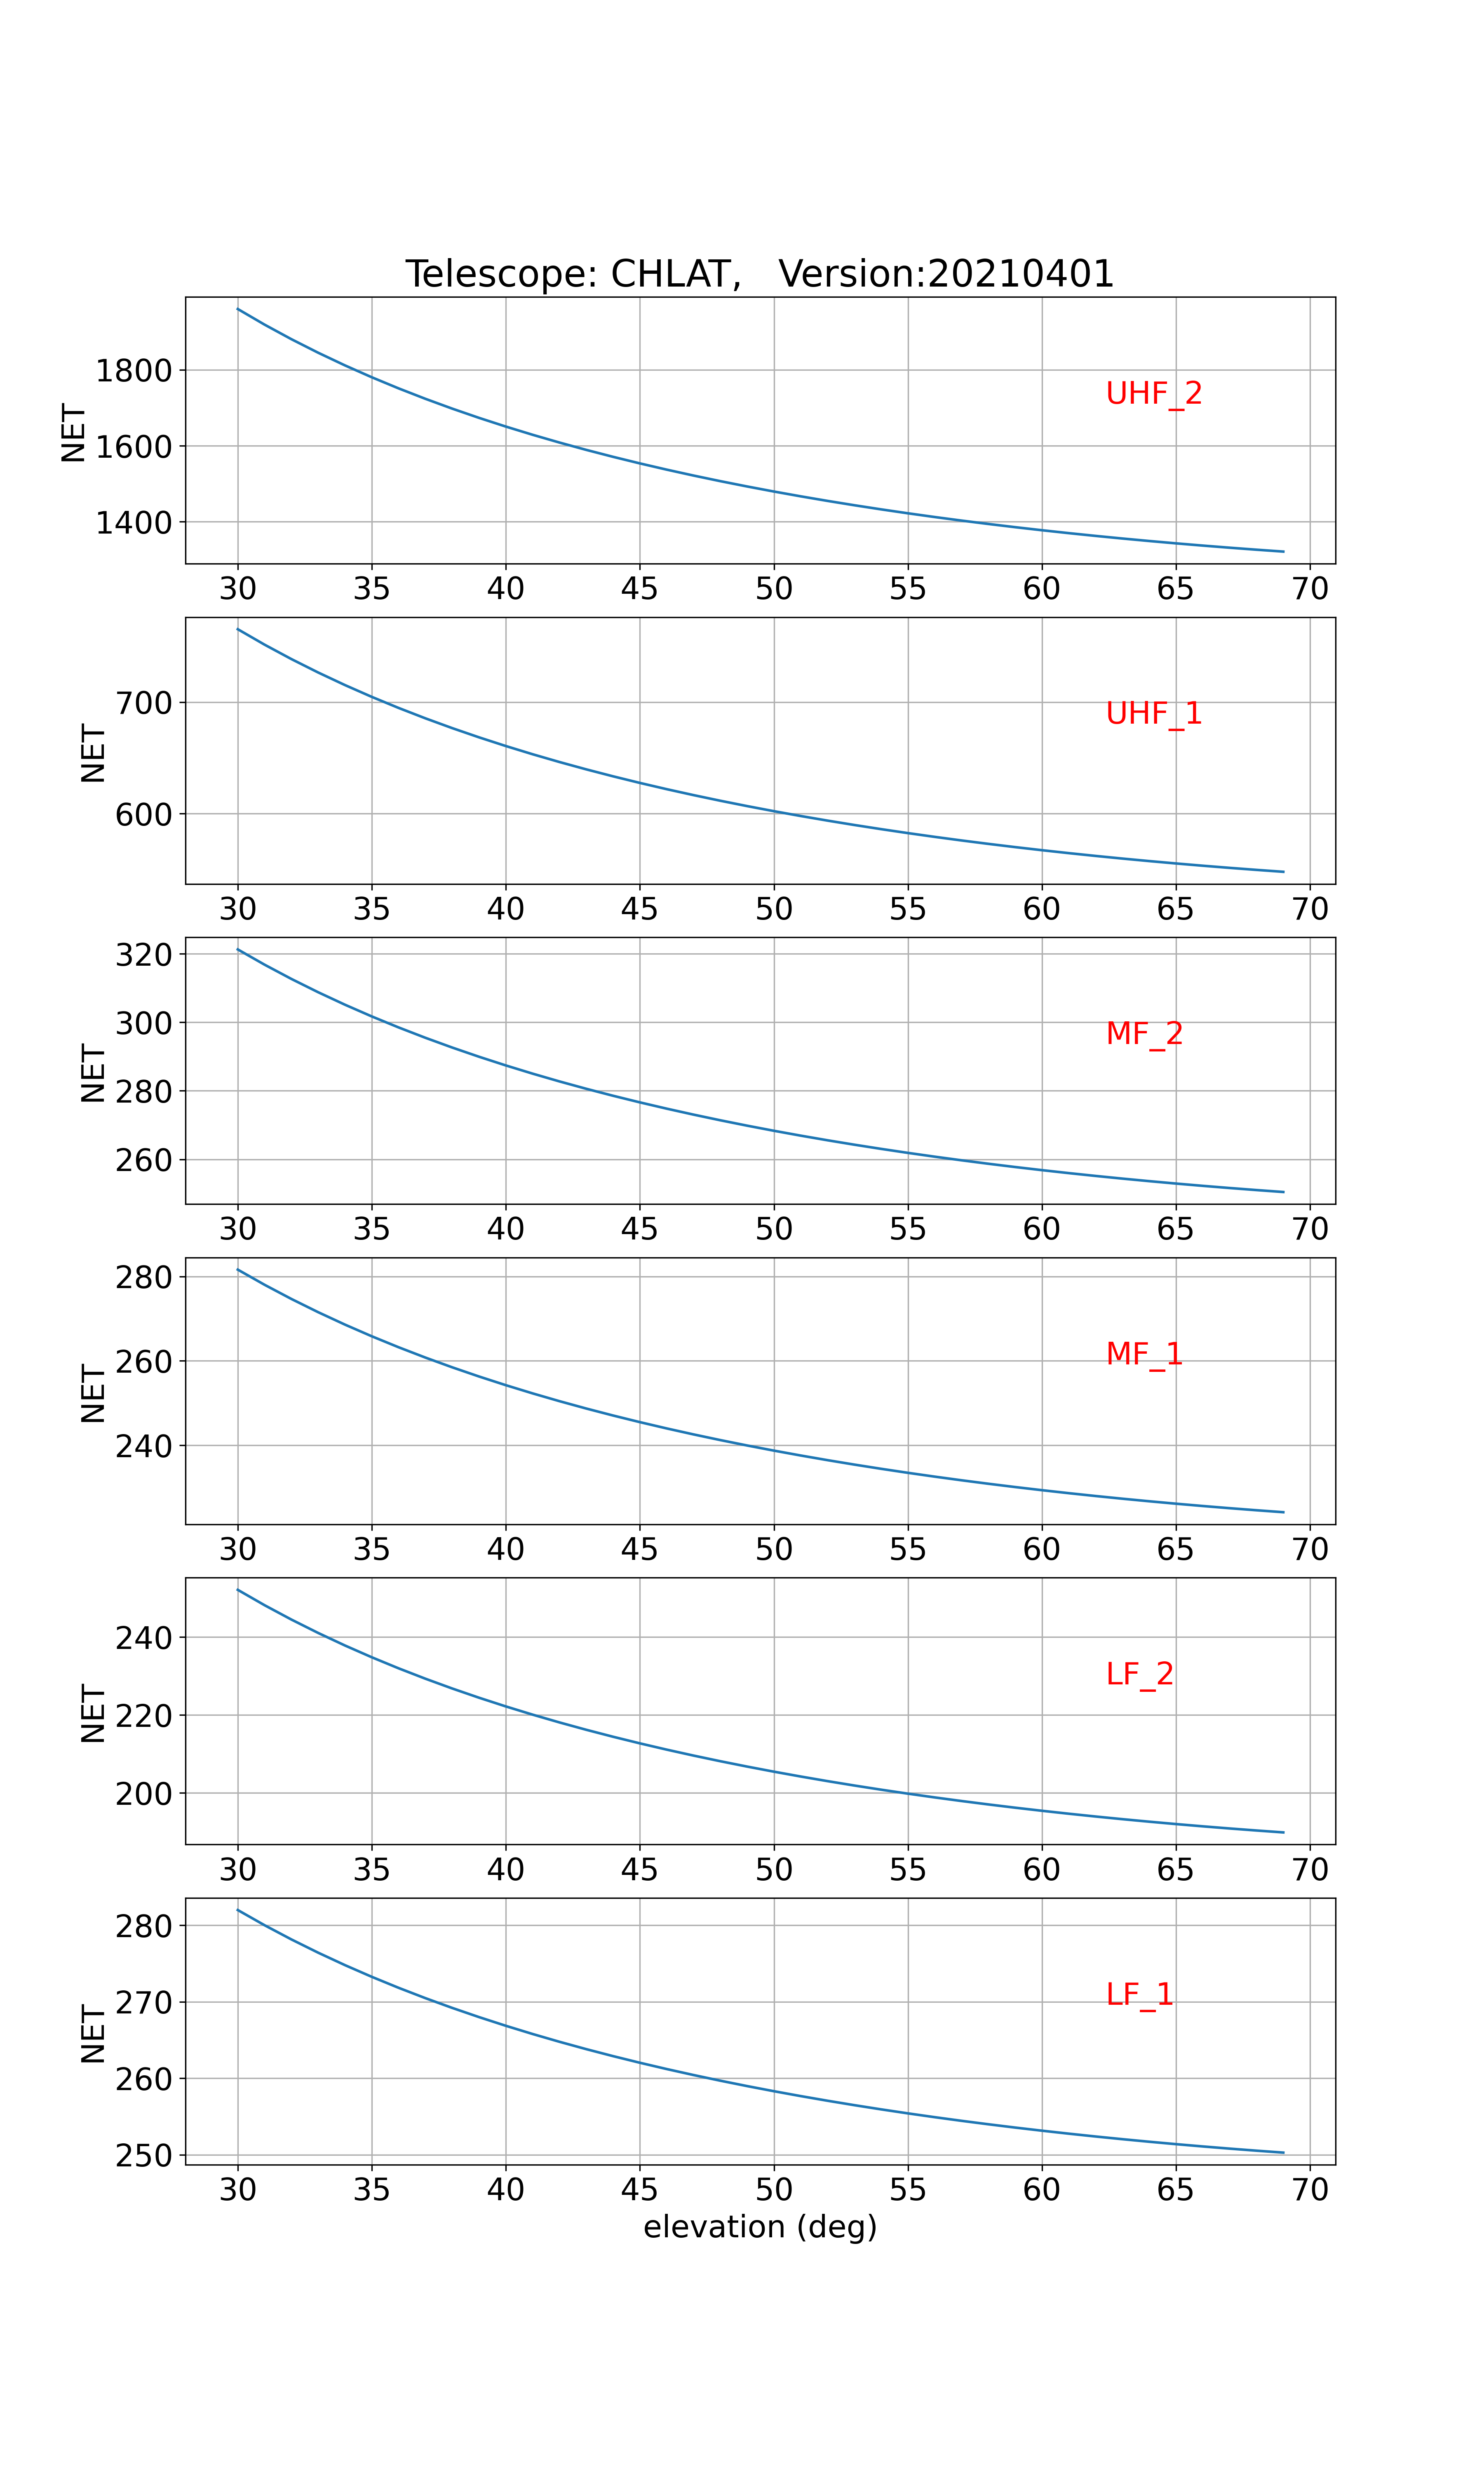 Telescope: CHLAT,   Version:20210401
1800
1600
1400
NET
UHF_2
30 35 40 45 50 55 60 65 70
700
600
NET
UHF_1
30 35 40 45 50 55 60 65 70
320
300
280
260
NET
MF_2
30 35 40 45 50 55 60 65 70
280
260
240
NET
MF_1
30 35 40 45 50 55 60 65 70
240
220
200
NET
LF_2
30 35 40 45 50 55 60 65 70
280
270
260
250
NET
LF_1
30 35 40 45 50 55 60 65 70
elevation (deg)